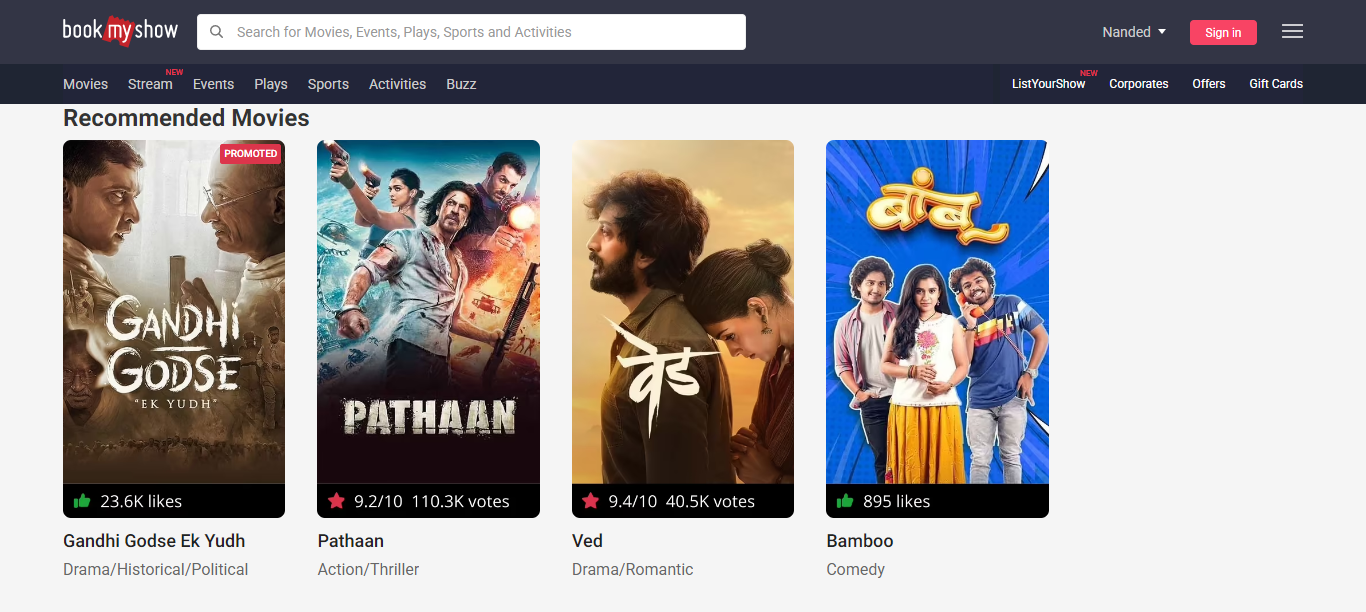 bookmyshow
Search for Movies, Events, Plays, Sports and Activities
Nanded
Sign in
Movies Stream NEW Events Plays Sports Activities Buzz
ListYourShow NEW Corporates Offers Gift Cards
Recommended Movies
PROMOTED
GANDHI
GODSE
"EK YUDH"
23.6K likes
Gandhi Godse Ek Yudh
Drama/Historical/Political
PATHAAN
9.2/10 110.3K votes
Pathaan
Action/Thriller
वेड
9.4/10 40.5K votes
Ved
Drama/Romantic
बांबू
895 likes
Bamboo
Comedy